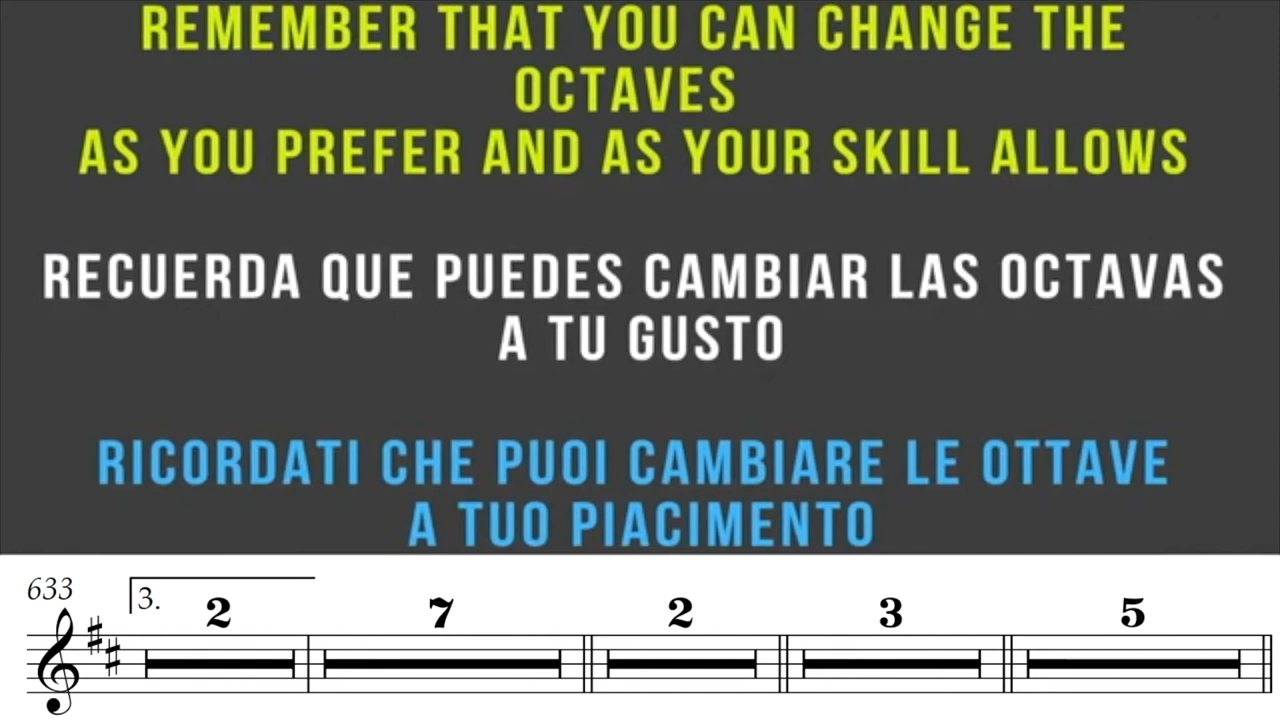 REMEMBER THAT YOU CAN CHANGE THE
OCTAVES
AS YOU PREFER AND AS YOUR SKILL ALLOWS
RECUERDA QUE PUEDES CAMBIAR LAS OCTAVAS
A TU GUSTO
RICORDATI CHE PUOI CAMBIARE LE OTTAVE
A TUO PIACIMENTO
633 3. 2 7 2 3 5